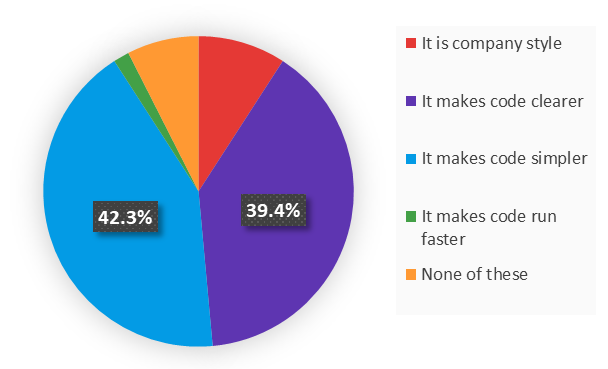 It is company style
It makes code clearer
It makes code simpler
42.3%
39.4%
It makes code run
faster
None of these